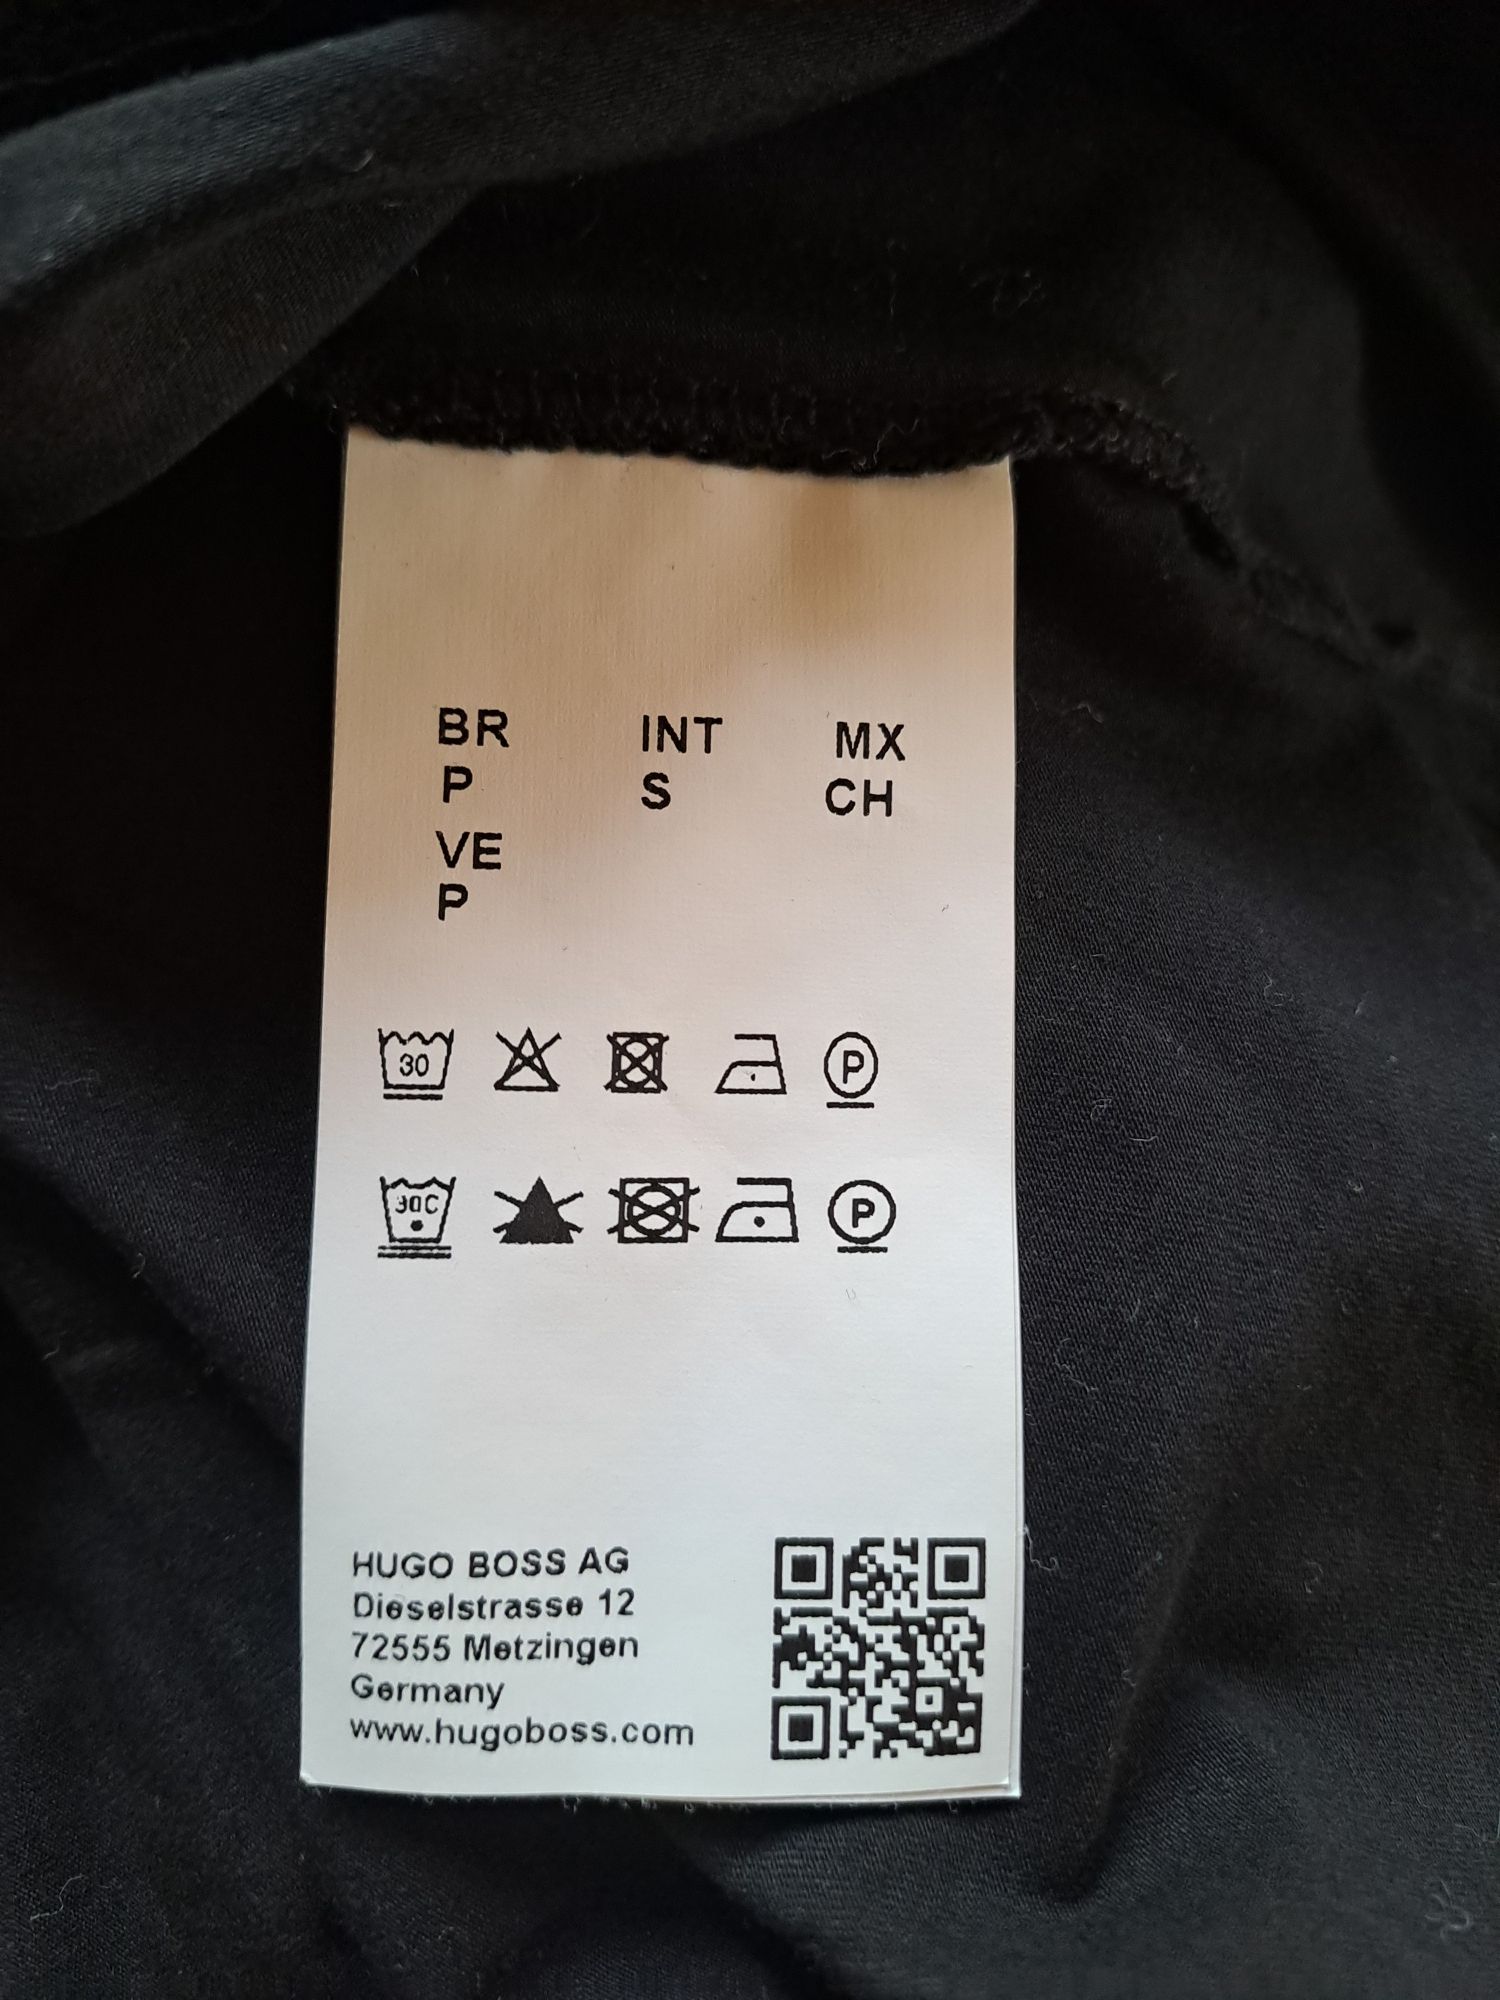 BR INT MX
P S CH
VE
P
30
P
30C
P
HUGO BOSS AG
Dieselstrasse 12
72555 Metzingen
Germany
www.hugoboss.com